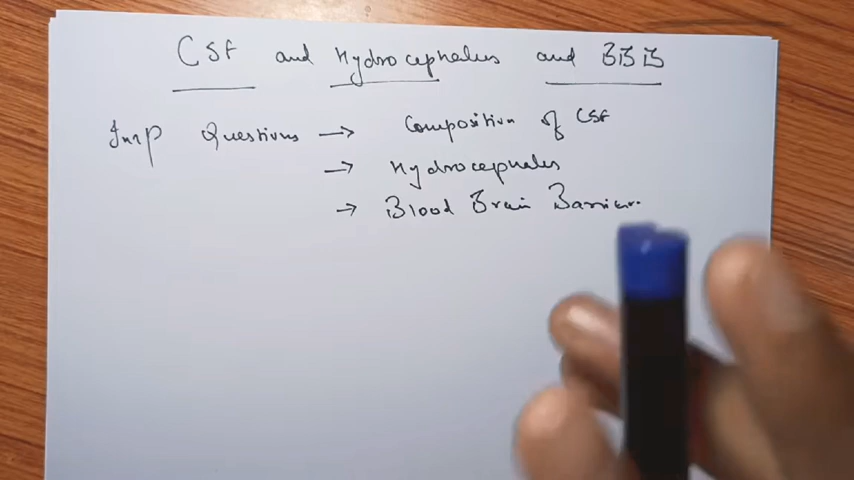 CSF and Hydrocephalus and BBB
Imp Questions → Composition of CSF
→ Hydrocephalus
→ Blood Brain Barrier.